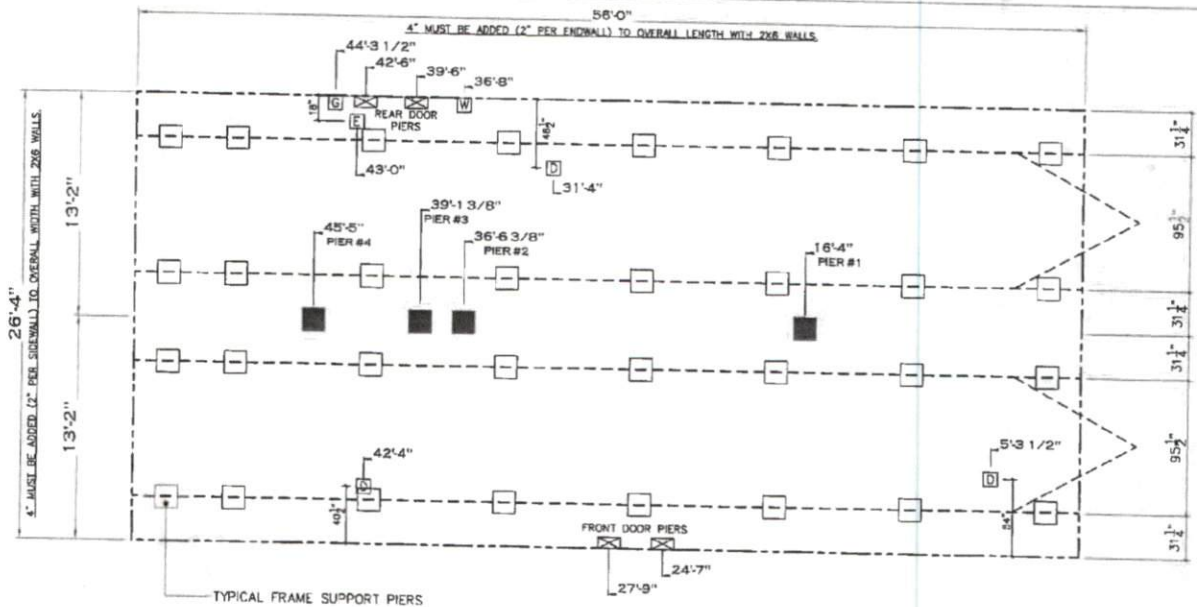 56'-0"
4" MUST BE ADDED (2" PER ENDWALL) TO OVERALL LENGTH WITH 2X6 WALLS.
44'-3 1/2"
42'-6"
39'-6"
36'-8"
G
W
REAR DOOR
PIERS
18"
E
43'-0"
48 1/2"
D
31'-4"
31 1/4"
4" MUST BE ADDED (2" PER SIDEWALL) TO OVERALL WIDTH WITH 2X6 WALLS.
26'-4"
13'-2"
13'-2"
45'-5"
PIER #4
39'-1 3/8"
PIER #3
36'-6 3/8"
PIER #2
16'-4"
PIER #1
95 1/2"
31 1/4"
31 1/4"
95 1/2"
31 1/4"
42'-4"
D
40 1/2"
5'-3 1/2"
D
84"
FRONT DOOR PIERS
24'-7"
27'-9"
TYPICAL FRAME SUPPORT PIERS